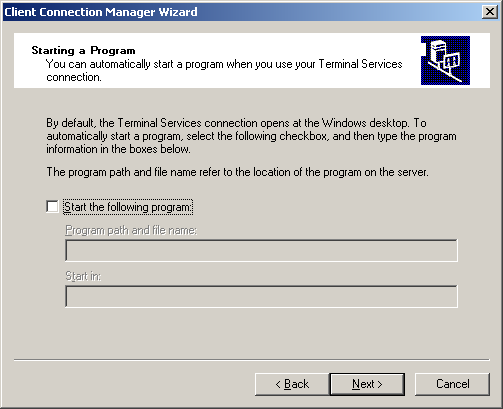 Client Connection Manager Wizard
Starting a Program
You can automatically start a program when you use your Terminal Services
connection.
By default, the Terminal Services connection opens at the Windows desktop. To
automatically start a program, select the following checkbox, and then type the program
information in the boxes below.
The program path and file name refer to the location of the program on the server.
Start the following program:
Program path and file name:
Start in:
< Back
Next >
Cancel